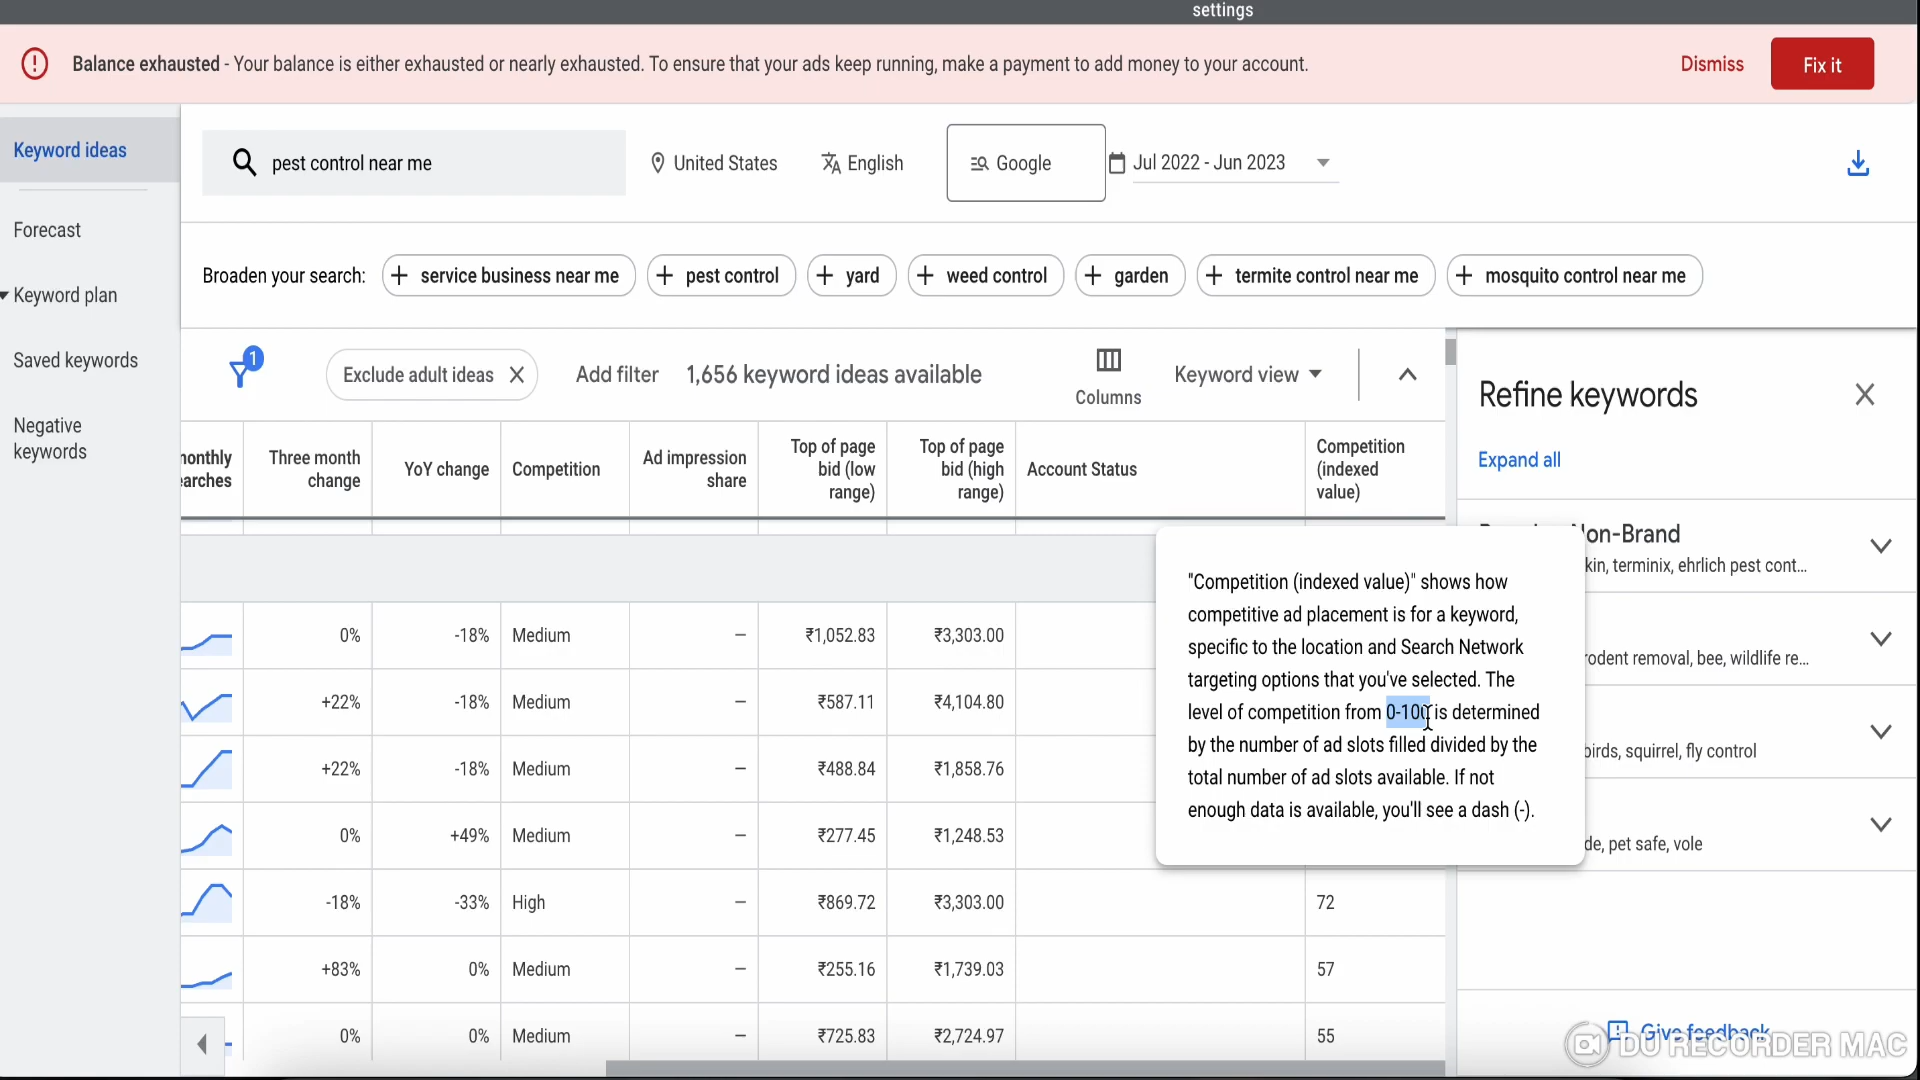 settings
Balance exhausted - Your balance is either exhausted or nearly exhausted. To ensure that your ads keep running, make a payment to add money to your account.
Dismiss
Fix it
Keyword ideas
Forecast
Keyword plan
Saved keywords
Negative
keywords
pest control near me
United States
English
Google
Jul 2022 - Jun 2023
Broaden your search:
service business near me
pest control
yard
weed control
garden
termite control near me
mosquito control near me
1
Exclude adult ideas
Add filter
1,656 keyword ideas available
Columns
Keyword view
Refine keywords
Expand all
nonthly
earches
Three month
change
YoY change
Competition
Ad impression
share
Top of page
bid (low
range)
Top of page
bid (high
range)
Account Status
Competition
(indexed
value)
0% -18% Medium – ₹1,052.83 ₹3,303.00
+22% -18% Medium – ₹587.11 ₹4,104.80
+22% -18% Medium – ₹488.84 ₹1,858.76
0% +49% Medium – ₹277.45 ₹1,248.53
-18% -33% High – ₹869.72 ₹3,303.00 72
+83% 0% Medium – ₹255.16 ₹1,739.03 57
0% 0% Medium – ₹725.83 ₹2,724.97 55
"Competition (indexed value)" shows how
competitive ad placement is for a keyword,
specific to the location and Search Network
targeting options that you've selected. The
level of competition from 0-100 is determined
by the number of ad slots filled divided by the
total number of ad slots available. If not
enough data is available, you'll see a dash (-).
on-Brand
kin, terminix, ehrlich pest cont...
rodent removal, bee, wildlife re...
birds, squirrel, fly control
de, pet safe, vole
Give feedback
DU RECORDER MAC